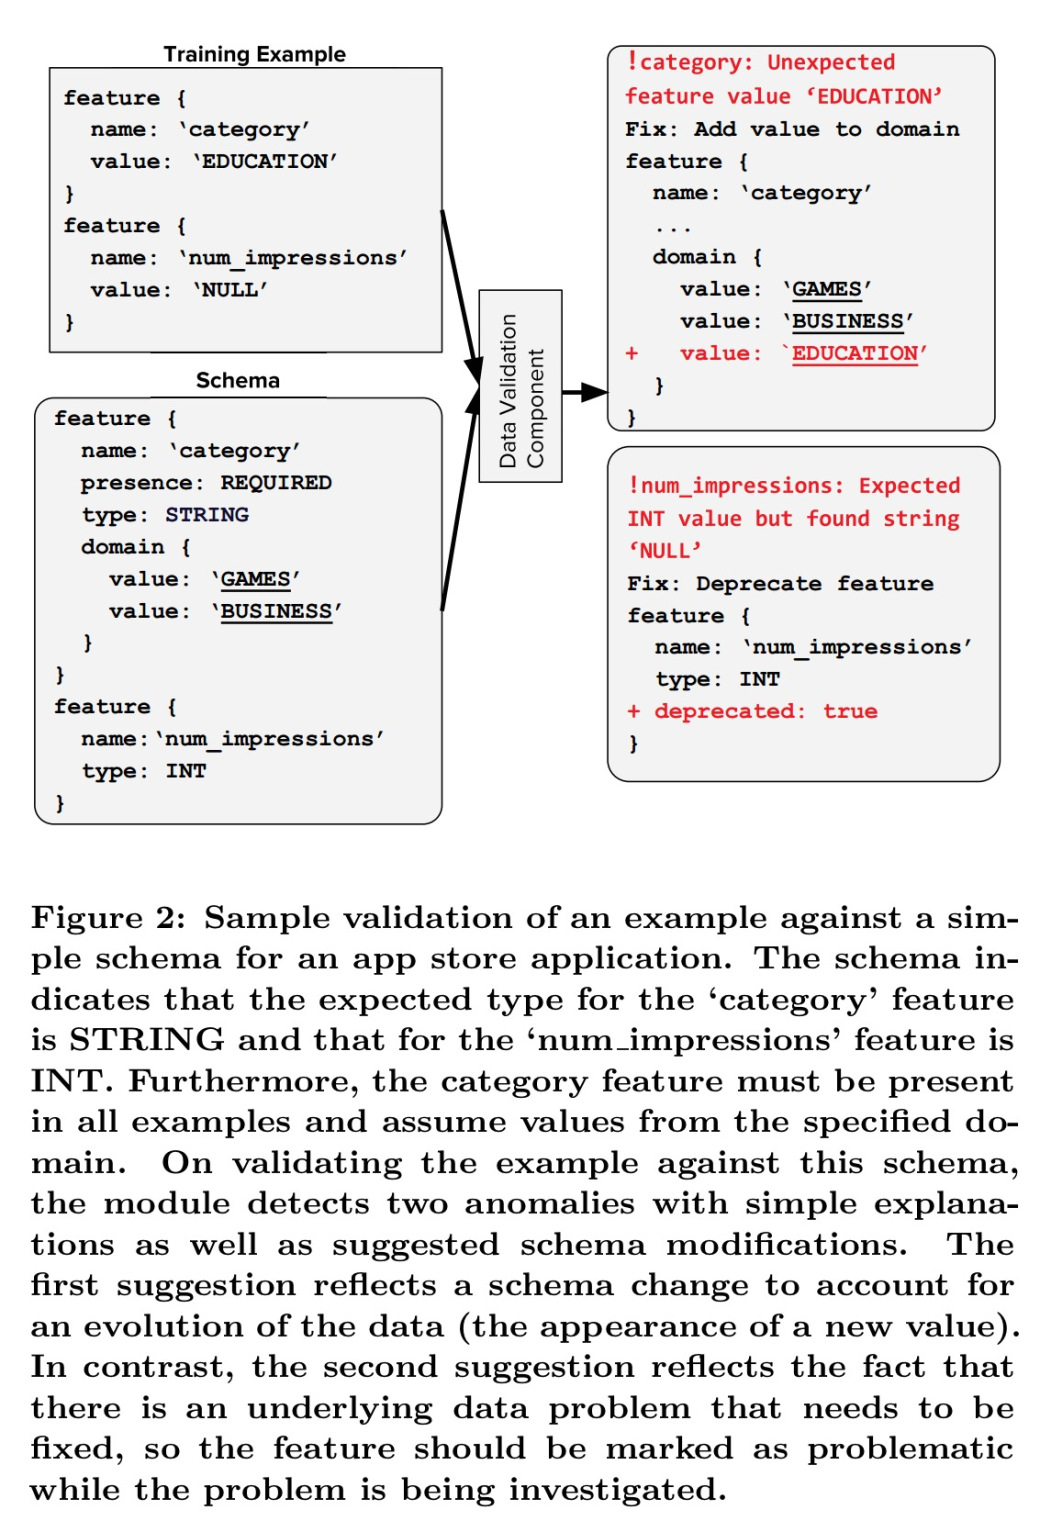 Training Example
feature {
name: ‘category’
value: ‘EDUCATION’
}
feature {
name: ‘num_impressions’
value: ‘NULL’
}
Schema
feature {
name: ‘category’
presence: REQUIRED
type: STRING
domain {
value: ‘GAMES’
value: ‘BUSINESS’
}
}
feature {
name:‘num_impressions’
type: INT
}
Data Validation
Component
!category: Unexpected
feature value ‘EDUCATION’
Fix: Add value to domain
feature {
name: ‘category’
...
domain {
value: ‘GAMES’
value: ‘BUSINESS’
+ value: `EDUCATION’
}
}
!num_impressions: Expected
INT value but found string
‘NULL’
Fix: Deprecate feature
feature {
name: ‘num_impressions’
type: INT
+ deprecated: true
}
Figure 2: Sample validation of an example against a sim-
ple schema for an app store application. The schema in-
dicates that the expected type for the ‘category’ feature
is STRING and that for the ‘num_impressions’ feature is
INT. Furthermore, the category feature must be present
in all examples and assume values from the specified do-
main. On validating the example against this schema,
the module detects two anomalies with simple explana-
tions as well as suggested schema modifications. The
first suggestion reflects a schema change to account for
an evolution of the data (the appearance of a new value).
In contrast, the second suggestion reflects the fact that
there is an underlying data problem that needs to be
fixed, so the feature should be marked as problematic
while the problem is being investigated.